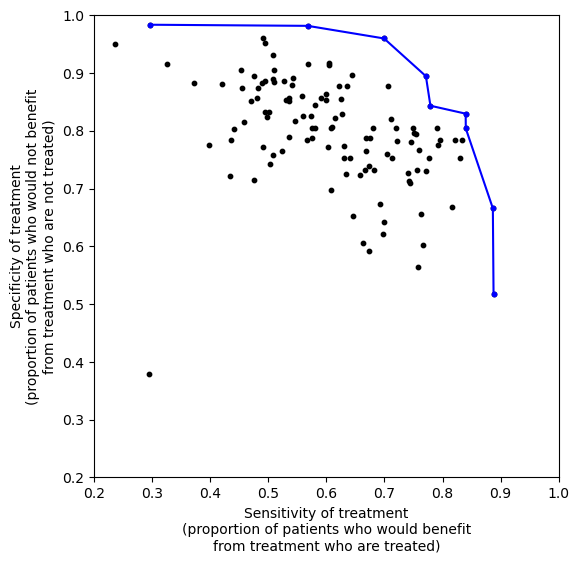 1.0
0.9
0.8
0.7
0.6
0.5
0.4
0.3
0.2
Specificity of treatment
(proportion of patients who would not benefit
from treatment who are not treated)
0.2 0.3 0.4 0.5 0.6 0.7 0.8 0.9 1.0
Sensitivity of treatment
(proportion of patients who would benefit
from treatment who are treated)